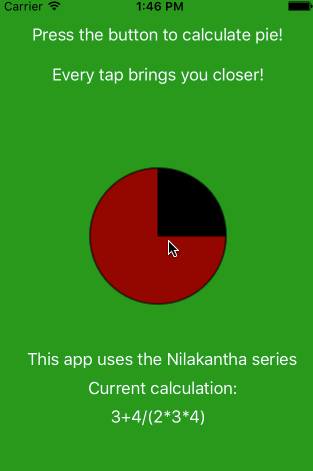 Carrier 1:46 PM
Press the button to calculate pie!
Every tap brings you closer!
This app uses the Nilakantha series
Current calculation:
3+4/(2*3*4)